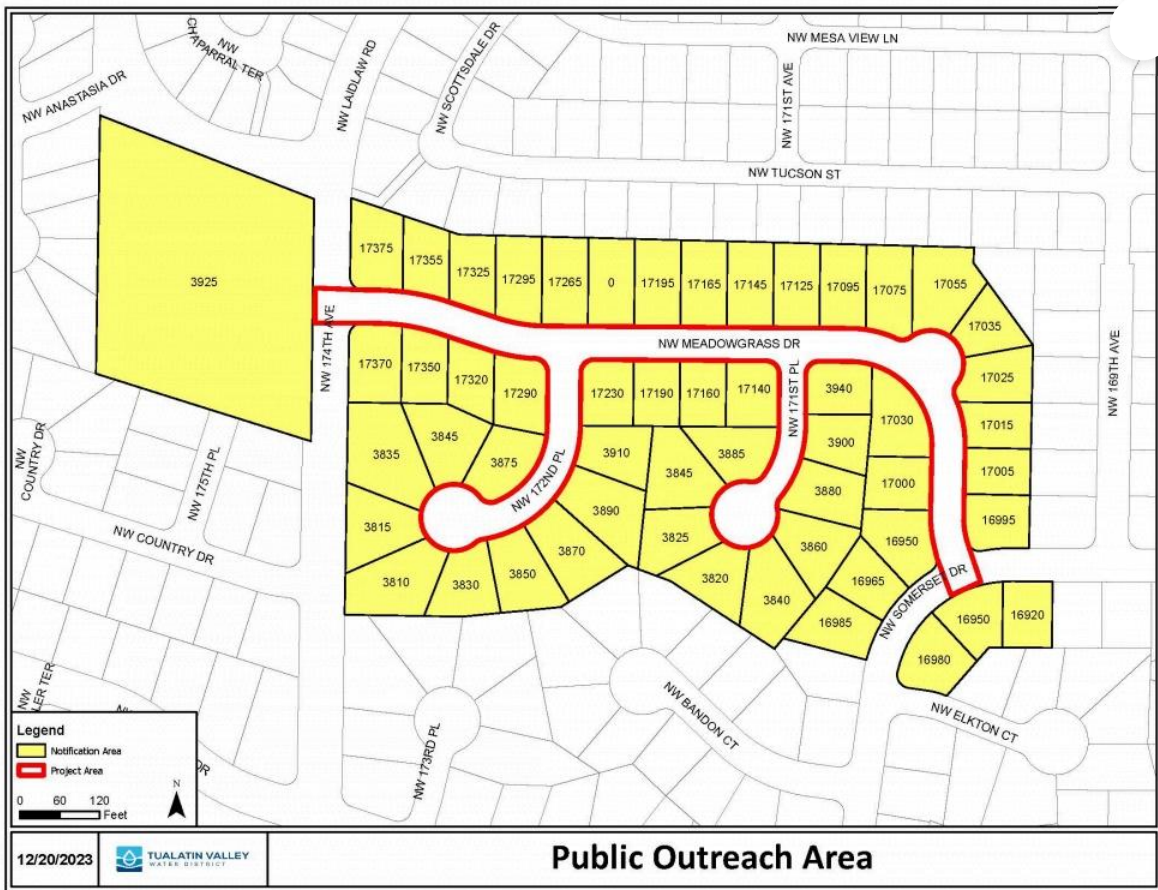 NW MESA VIEW LN
NW
CHAPARRAL TER
NW ANASTASIA DR
NW LAIDLAW RD
NW SCOTTSDALE DR
NW 171ST AVE
NW TUCSON ST
3925
17375
17355
17325
17295
17265
0
17195
17165
17145
17125
17095
17075
17055
17035
NW 174TH AVE
NW MEADOWGRASS DR
NW 169TH AVE
17370
17350
17320
17290
17230
17190
17160
17140
NW 171ST PL
3940
17030
17025
17015
3835
3845
3875
3910
3845
3885
3900
NW
COUNTRY DR
NW 175TH PL
NW 172ND PL
3880
17000
17005
3815
3890
3825
3860
16950
16995
NW COUNTRY DR
3810
3830
3850
3870
3820
3840
16965
16985
NW SOMERSET DR
16950
16920
16980
NW
LER TER
NW
DR
NW 173RD PL
NW BANDON CT
NW ELKTON CT
Legend
Notification Area
Project Area
0 60 120
Feet
N
12/20/2023
TUALATIN VALLEY
WATER DISTRICT
Public Outreach Area